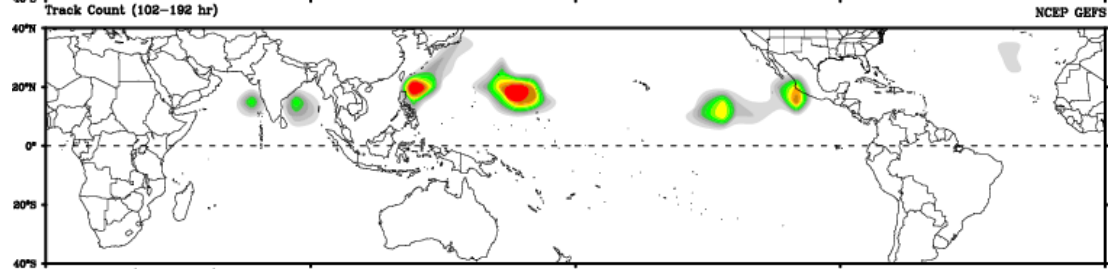 Track Count (102-192 hr)
NCEP GEFS
40°N
20°N
0°
20°S
40°S